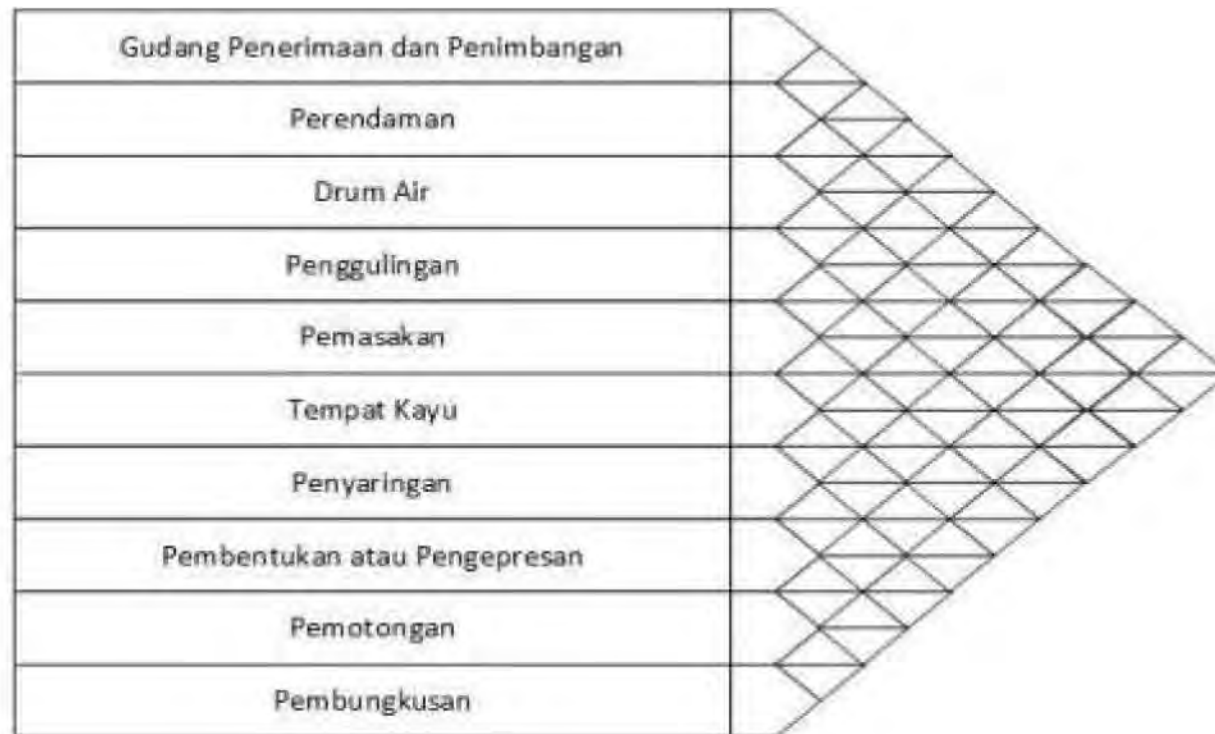 Gudang Penerimaan dan Penimbangan
Perendaman
Drum Air
Penggulingan
Pemasakan
Tempat Kayu
Penyaringan
Pembentukan atau Pengepresan
Pemotongan
Pembungkusan